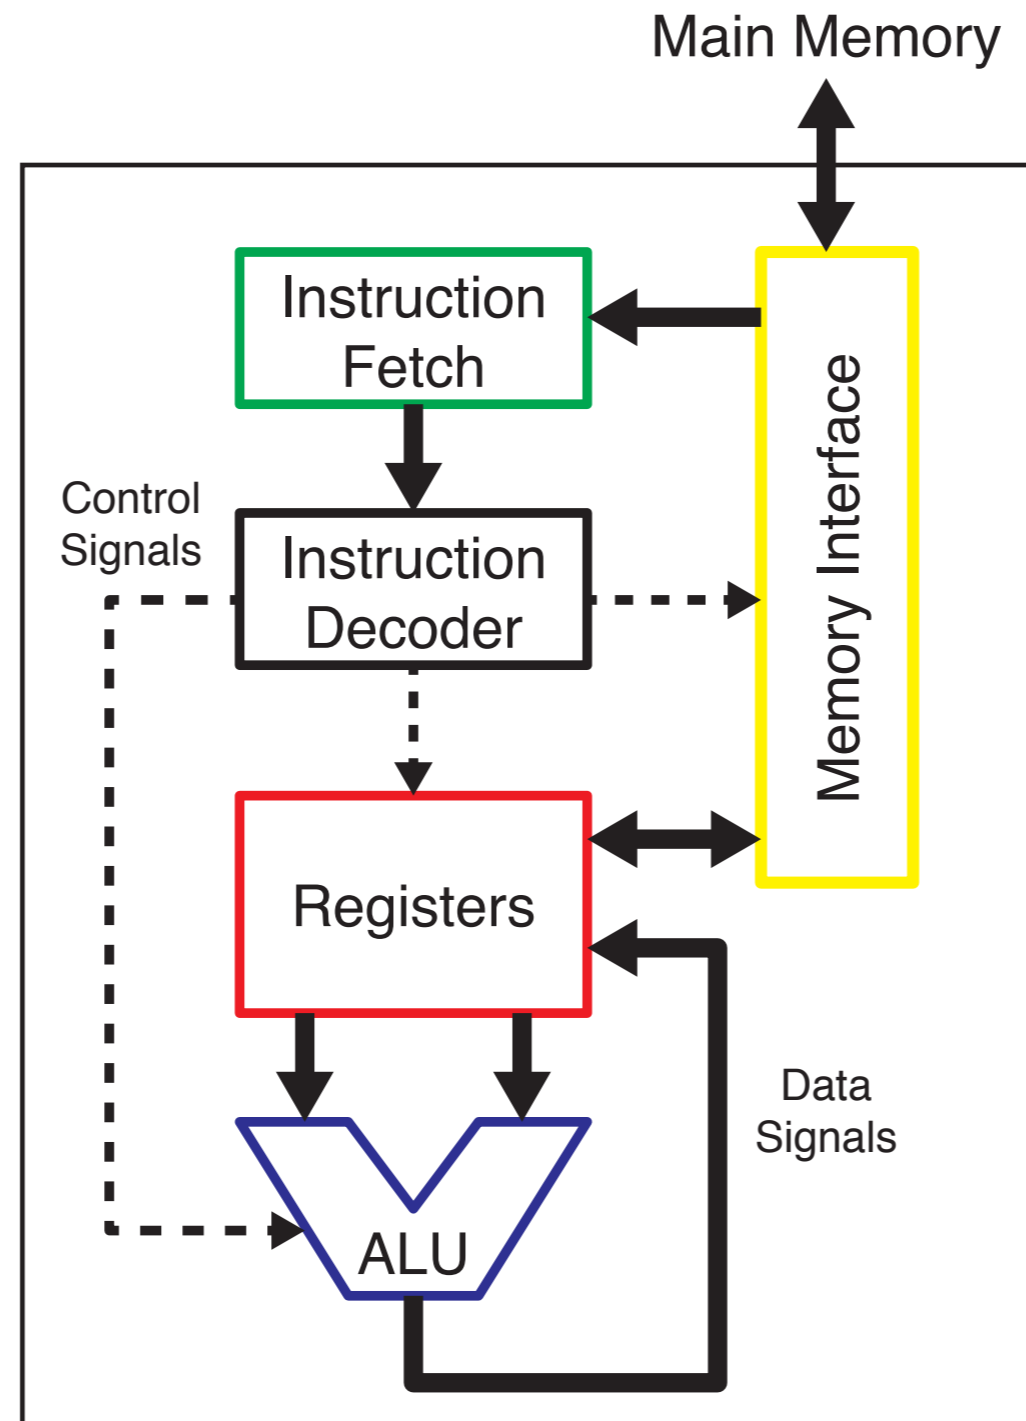 Main Memory
Instruction
Fetch
Memory Interface
Control
Signals
Instruction
Decoder
Registers
Data
Signals
ALU